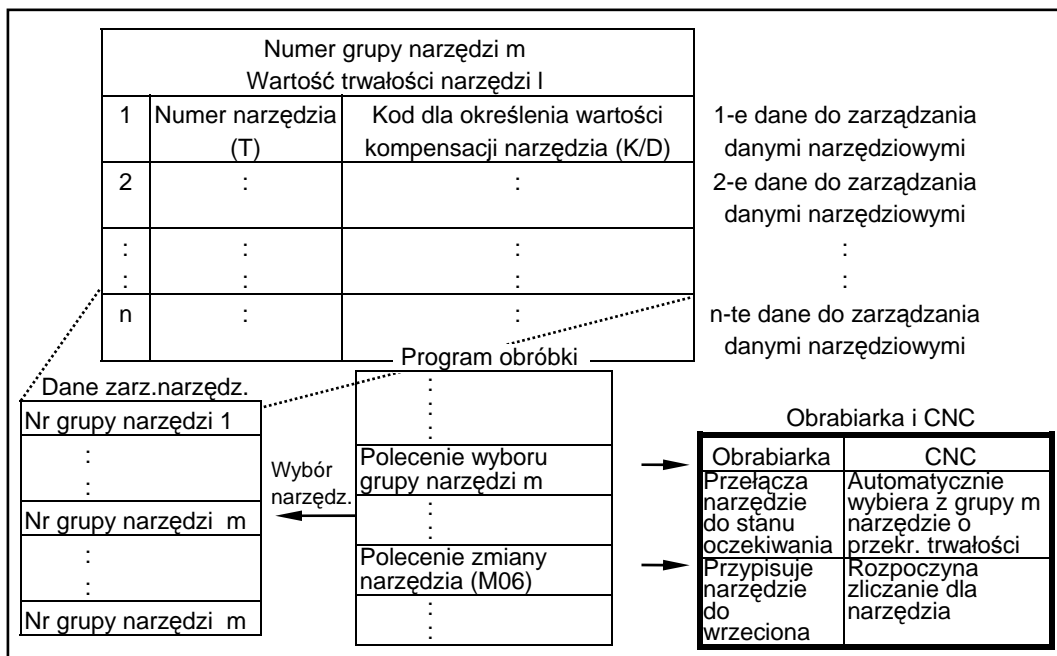 Numer grupy narzędzi m
Wartość trwałości narzędzi l
1 Numer narzędzia (T) Kod dla określenia wartości kompensacji narzędzia (K/D)
1-e dane do zarządzania
danymi narzędziowymi
2 : :
2-e dane do zarządzania
danymi narzędziowymi
: : : :
: : : :
n : :
n-te dane do zarządzania
danymi narzędziowymi
Dane zarz.narzędz.
Nr grupy narzędzi 1
:
:
Nr grupy narzędzi m
:
:
Nr grupy narzędzi m
Wybór
narzędz.
Program obróbki
:
:
:
Polecenie wyboru
grupy narzędzi m
:
:
Polecenie zmiany
narzędzia (M06)
:
:
Obrabiarka i CNC
Obrabiarka CNC
Przełącza
narzędzie
do stanu
oczekiwania
Automatycznie
wybiera z grupy m
narzędzie o
przekr. trwałości
Przypisuje
narzędzie
do
wrzeciona
Rozpoczyna
zliczanie dla
narzędzia